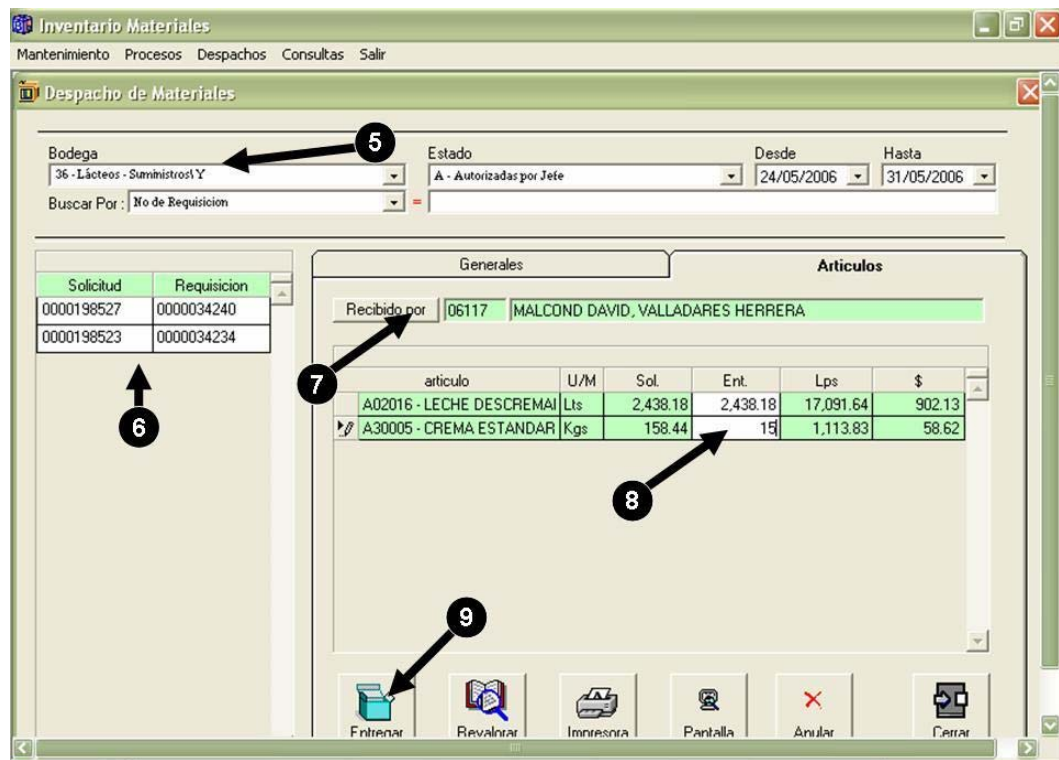 Inventario Materiales
Mantenimiento Procesos Despachos Consultas Salir
Despacho de Materiales
5
Bodega Estado Desde Hasta
36 - Lácteos - Suministros\ Y A - Autorizadas por Jefe 24/05/2006 31/05/2006
Buscar Por : No de Requisicion =
Generales Articulos
Solicitud Requisicion
0000198527 0000034240
0000198523 0000034234
Recibido por 06117 MALCOND DAVID, VALLADARES HERRERA
7
6
articulo U/M Sol. Ent. Lps $
A02016 - LECHE DESCREMA Lts 2,438.18 2,438.18 17,091.64 902.13
A30005 - CREMA ESTANDAR Kgs 158.44 15 1,113.83 58.62
8
9
Entregar Revalorar Impresora Pantalla Anular Cerrar